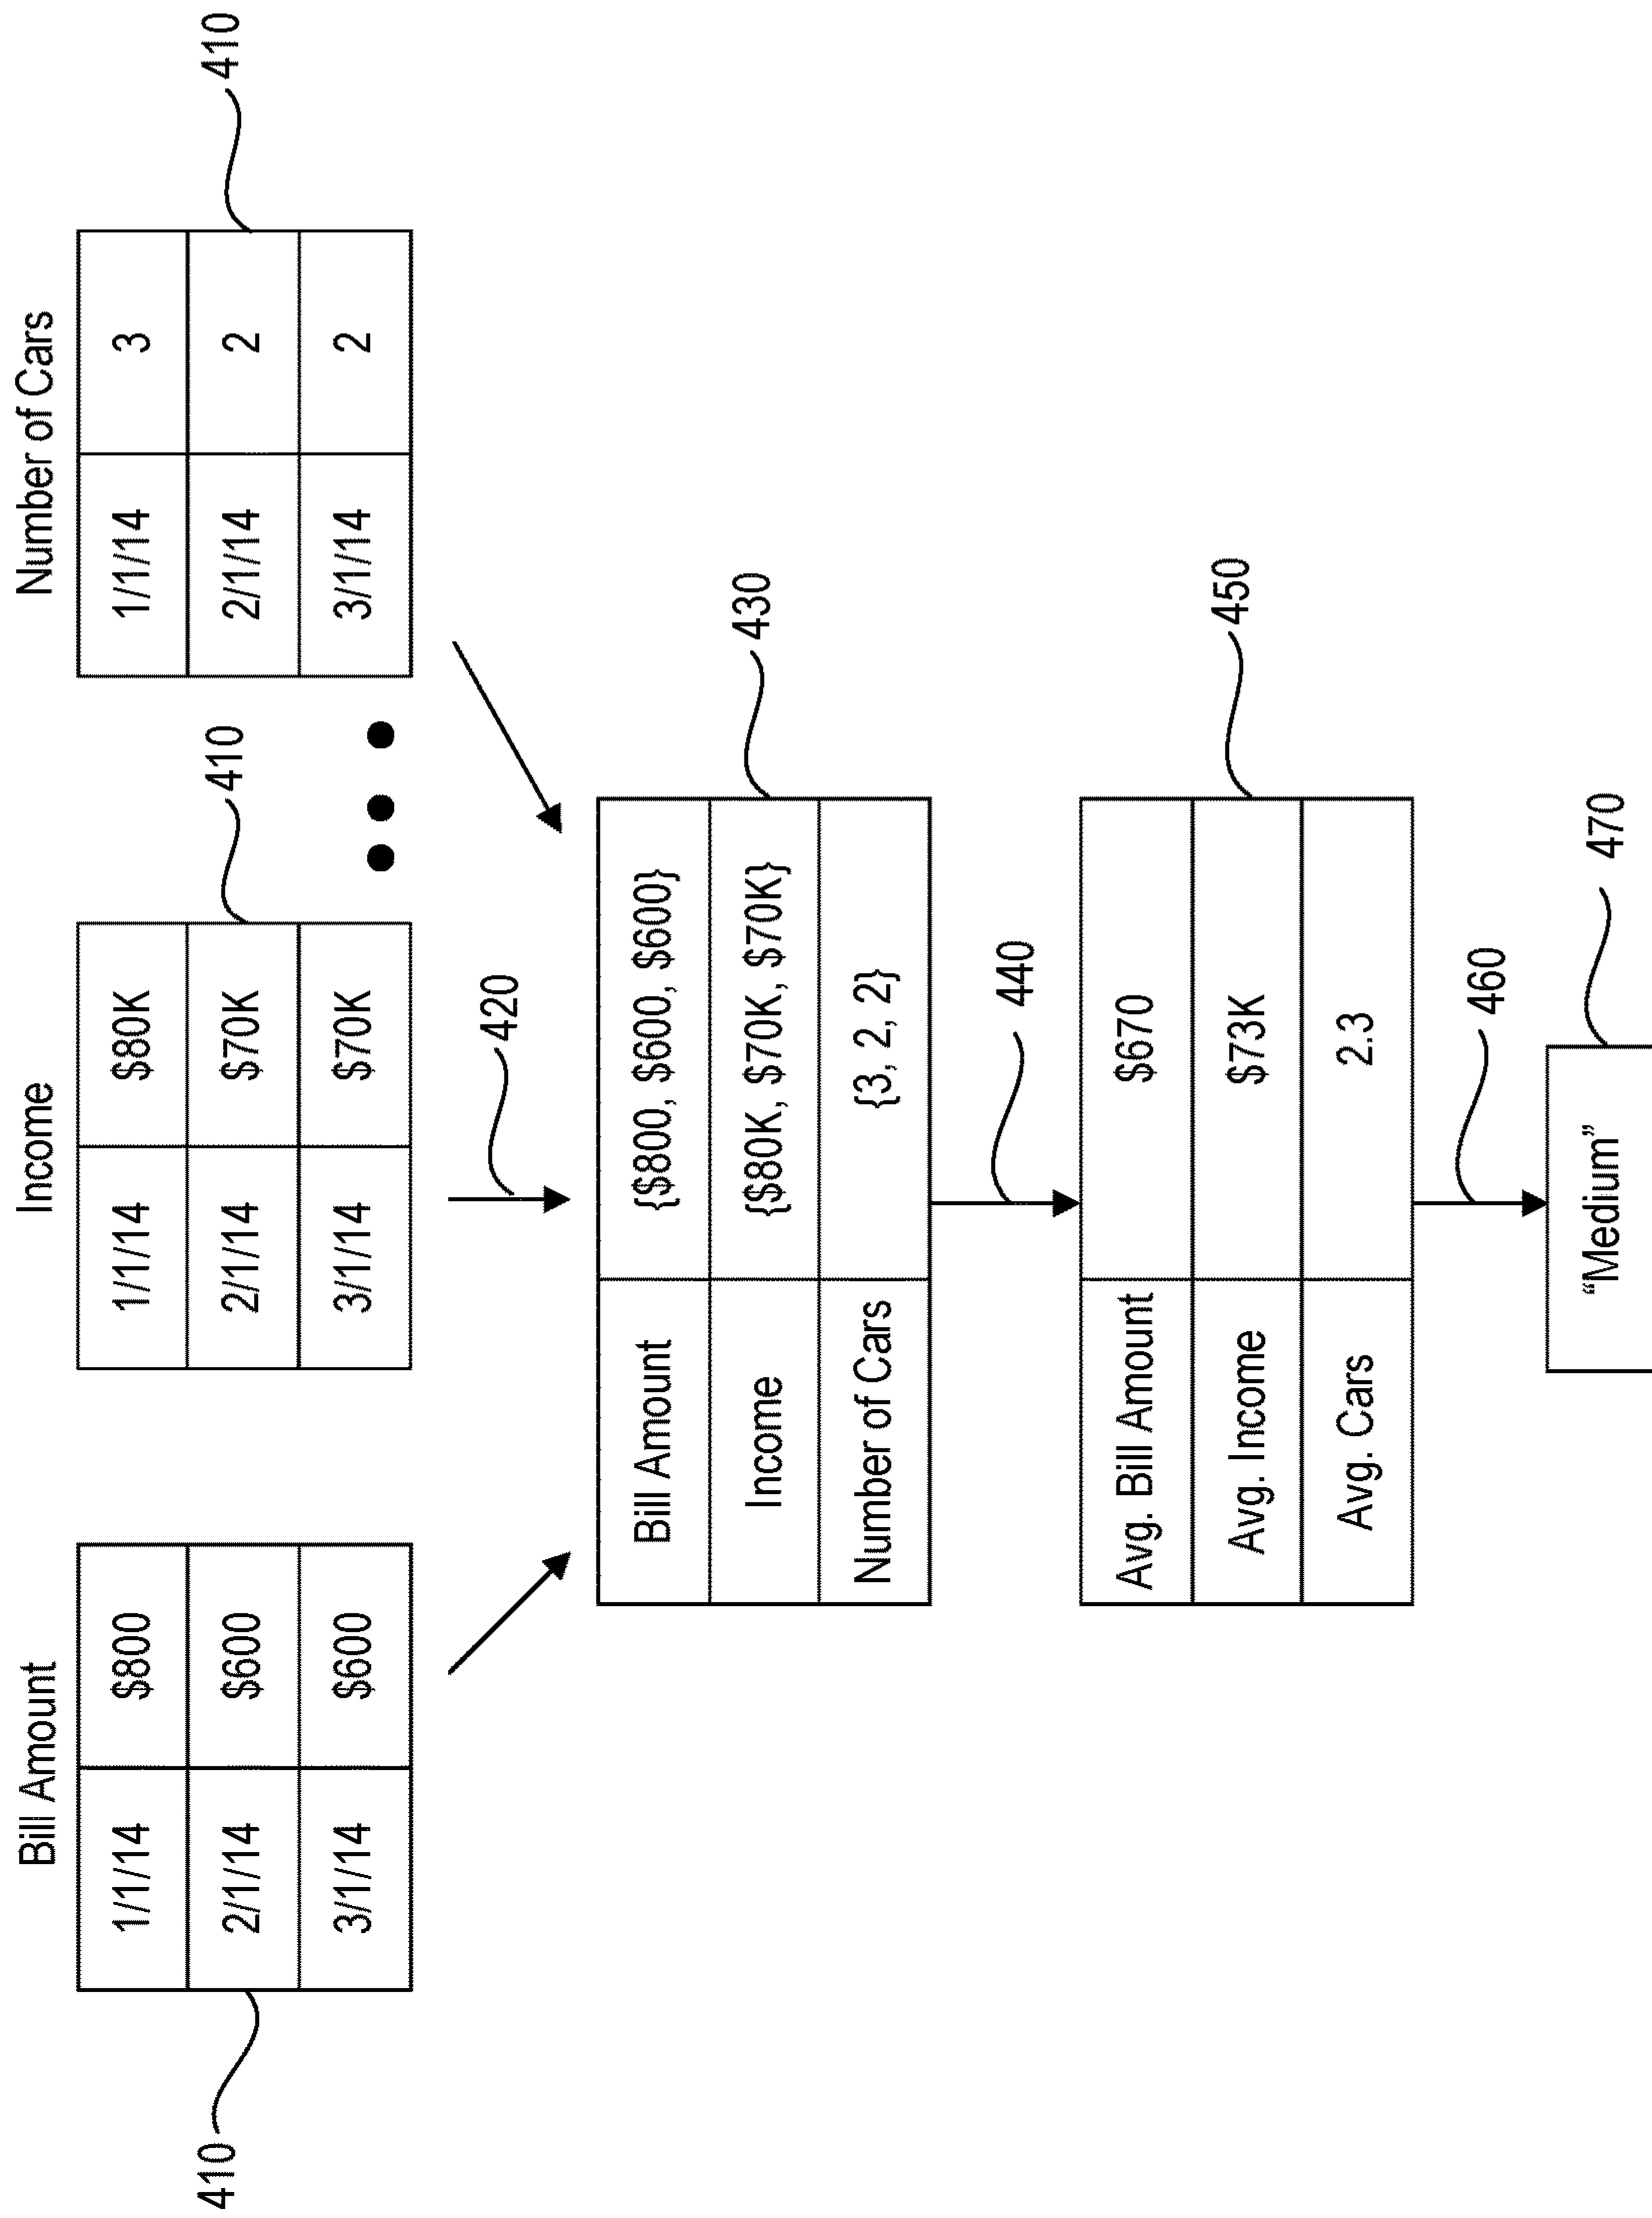 Bill Amount
1/1/14 $800
2/1/14 $600
3/1/14 $600
410
Income
1/1/14 $80K
2/1/14 $70K
3/1/14 $70K
410
Number of Cars
1/1/14 3
2/1/14 2
3/1/14 2
410
420
Bill Amount {$800, $600, $600}
Income {$80K, $70K, $70K}
Number of Cars {3, 2, 2}
430
440
Avg. Bill Amount $670
Avg. Income $73K
Avg. Cars 2.3
450
460
“Medium”
470